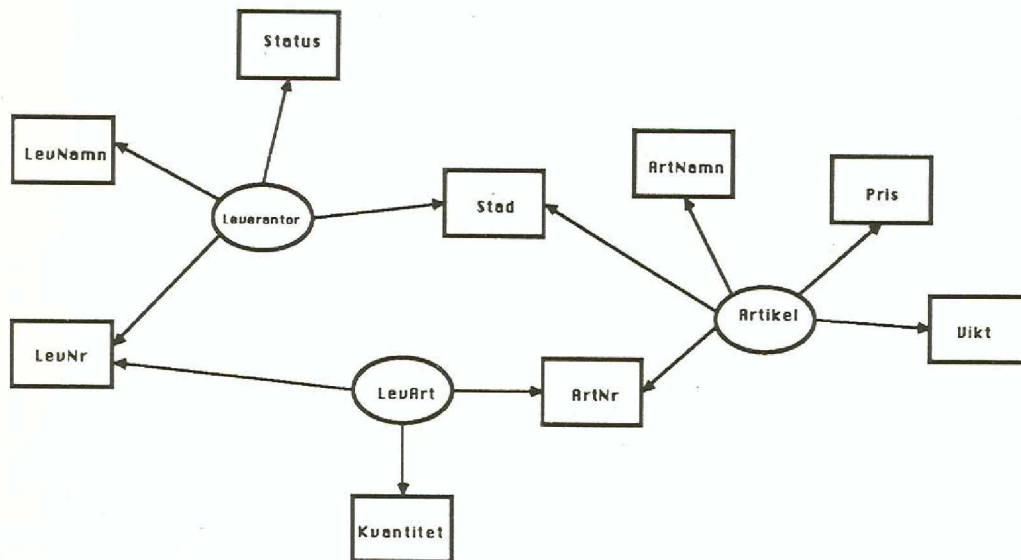 Status
LevNamn
ArtNamn
Pris
Leverantor
Stad
Artikel
Vikt
LevNr
LevArt
ArtNr
Kvantitet